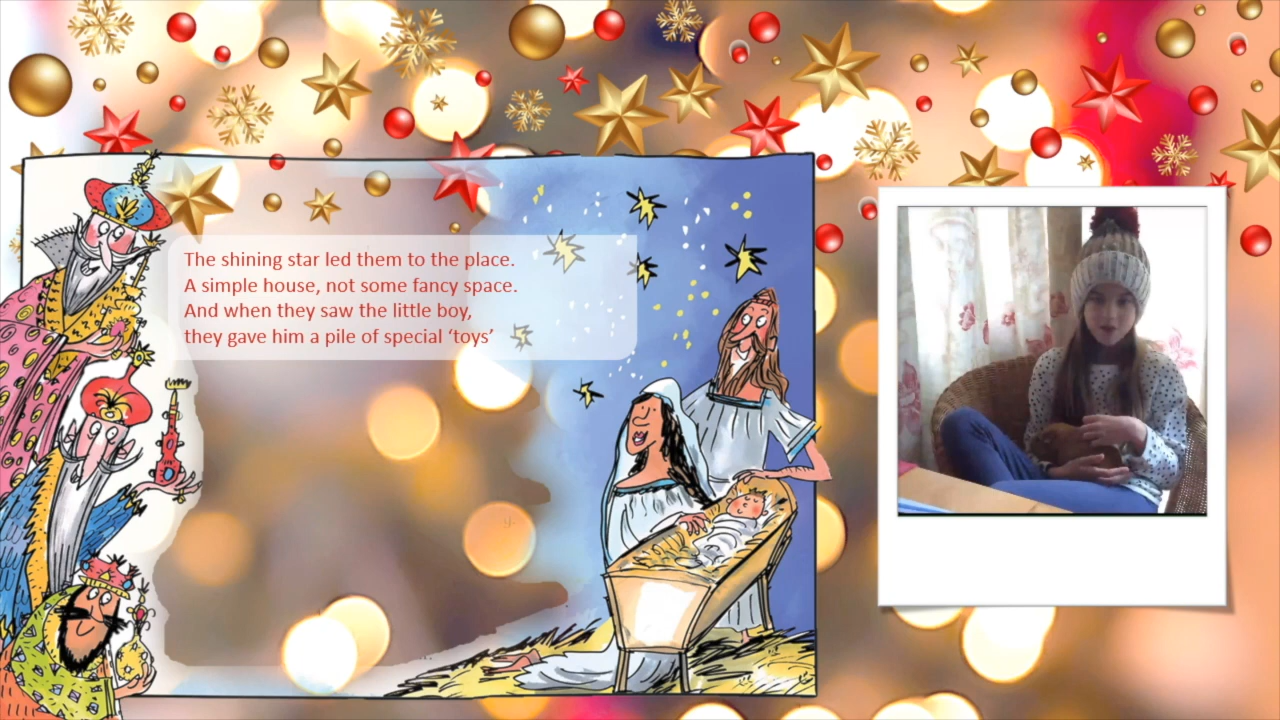 The shining star led them to the place.
A simple house, not some fancy space.
And when they saw the little boy,
they gave him a pile of special ‘toys’